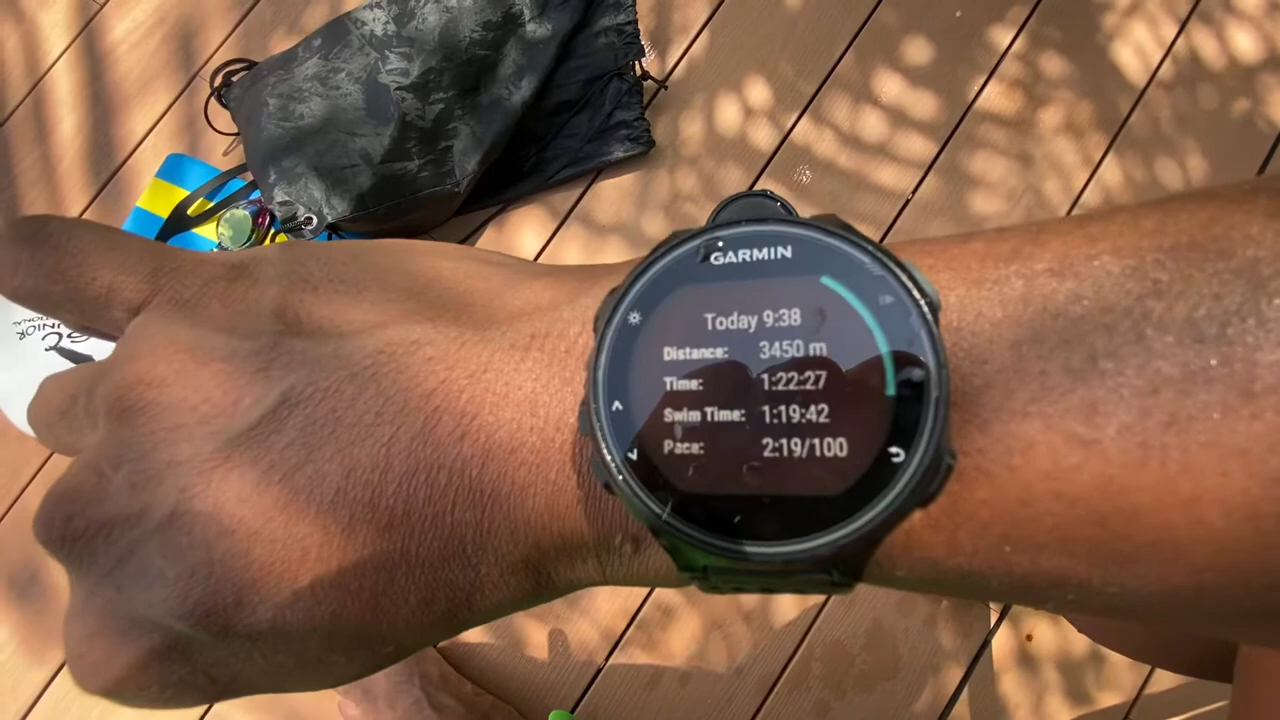 GARMIN
Today 9:38
Distance: 3450 m
Time: 1:22:27
Swim Time: 1:19:42
Pace: 2:19/100
UNIOR